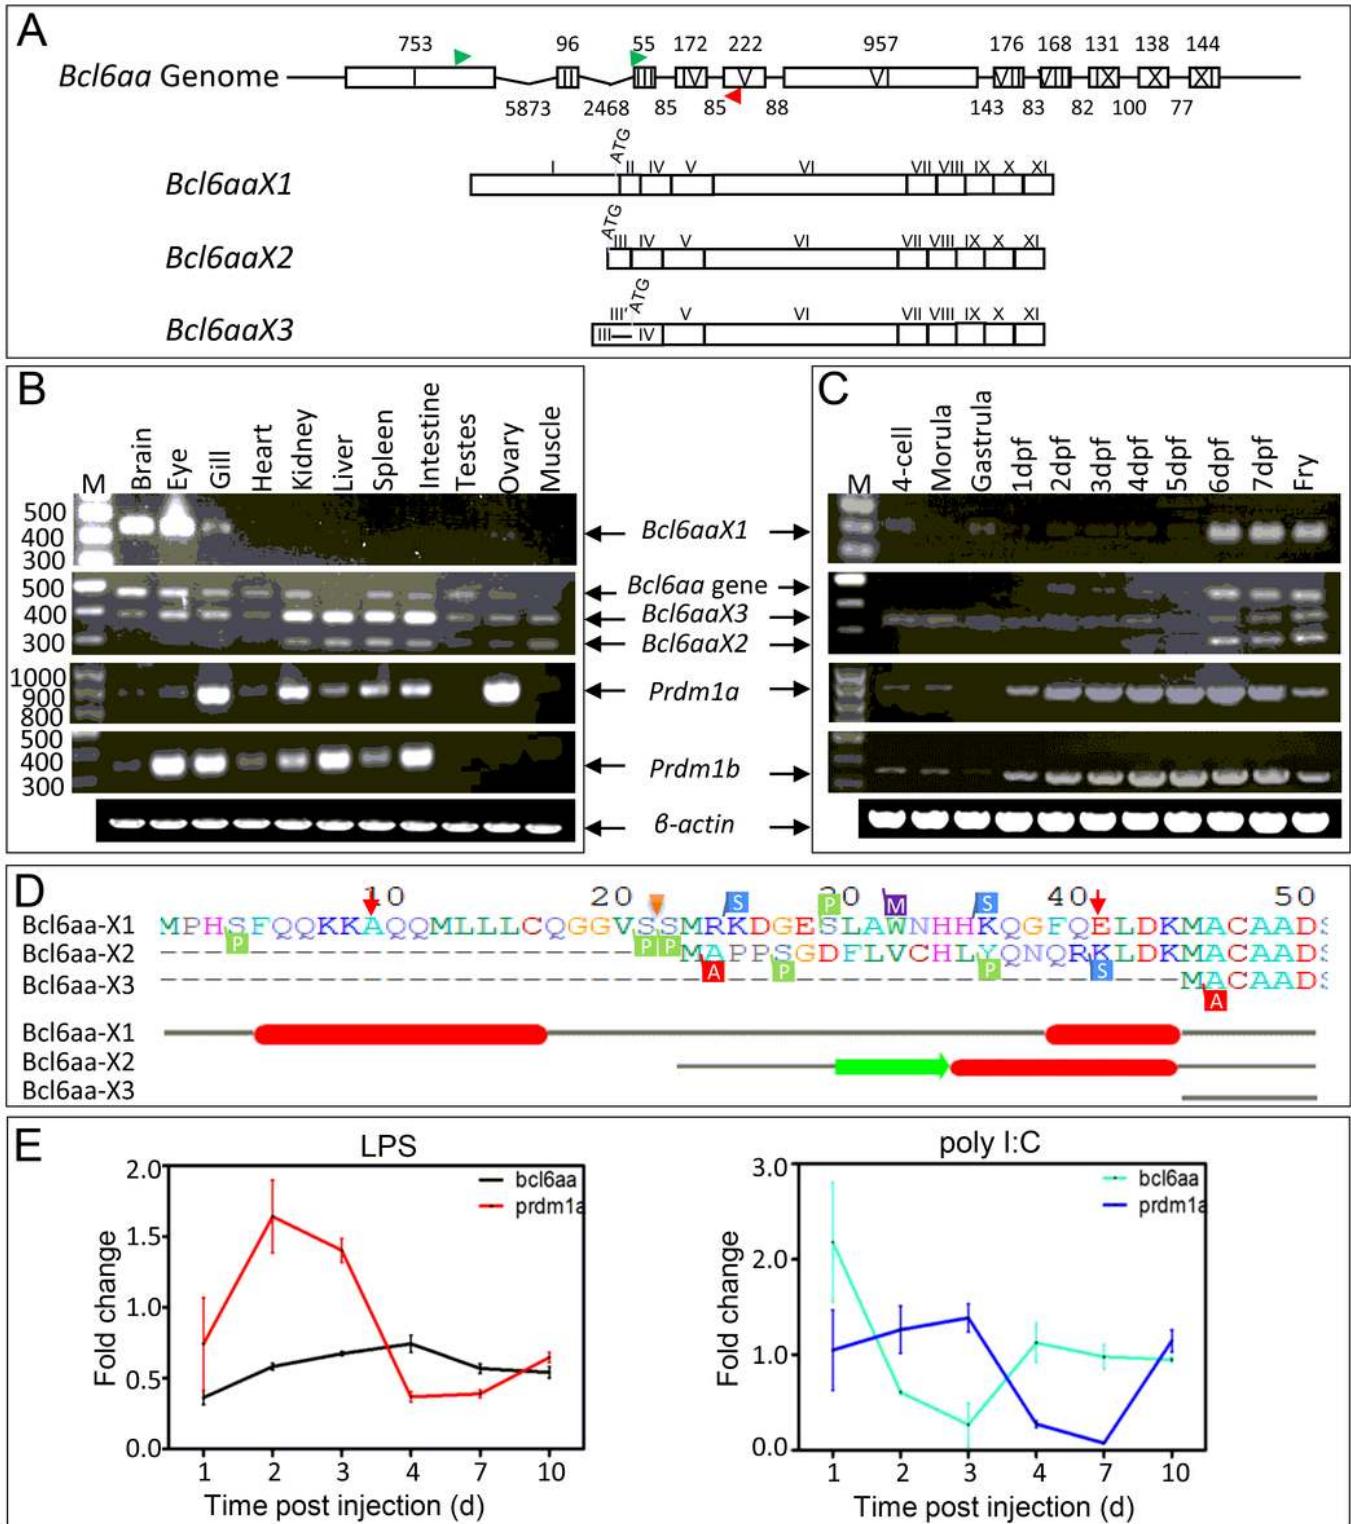 A
753 96 55 172 222 957 176 168 131 138 144
Bcl6aa Genome
I II III IV V VI VII VIII IX X XI
5873 2468 85 85 88 143 83 82 100 77
ATG
I II IV V VI VII VIII IX X XI
Bcl6aaX1
ATG
III IV V VI VII VIII IX X XI
Bcl6aaX2
ATG
III' V VI VII VIII IX X XI
Bcl6aaX3
III IV
B
M Brain Eye Gill Heart Kidney Liver Spleen Intestine Testes Ovary Muscle
500
400
300
500
400
300
1000
900
800
500
400
300
Bcl6aaX1
Bcl6aa gene
Bcl6aaX3
Bcl6aaX2
Prdm1a
Prdm1b
β-actin
C
M 4-cell Morula Gastrula 1dpf 2dpf 3dpf 4dpf 5dpf 6dpf 7dpf Fry
D
10 20 30 40 50
S P M S
Bcl6aa-X1 MPHSFQQKKAQQMLLLCQGGVSSMRKDGESLAWNHHKQGFQELDKMACAADS
P P P
Bcl6aa-X2 -----------------------MAPPSGDFLVCHLYQNQRKLDKMACAADS
A P P S
Bcl6aa-X3 ---------------------------------------------MACAADS
A
Bcl6aa-X1
Bcl6aa-X2
Bcl6aa-X3
E
LPS
bcl6aa
prdm1a
Fold change
2.0
1.5
1.0
0.5
0.0
1 2 3 4 7 10
Time post injection (d)
poly I:C
bcl6aa
prdm1a
Fold change
3.0
2.0
1.0
0.0
1 2 3 4 7 10
Time post injection (d)